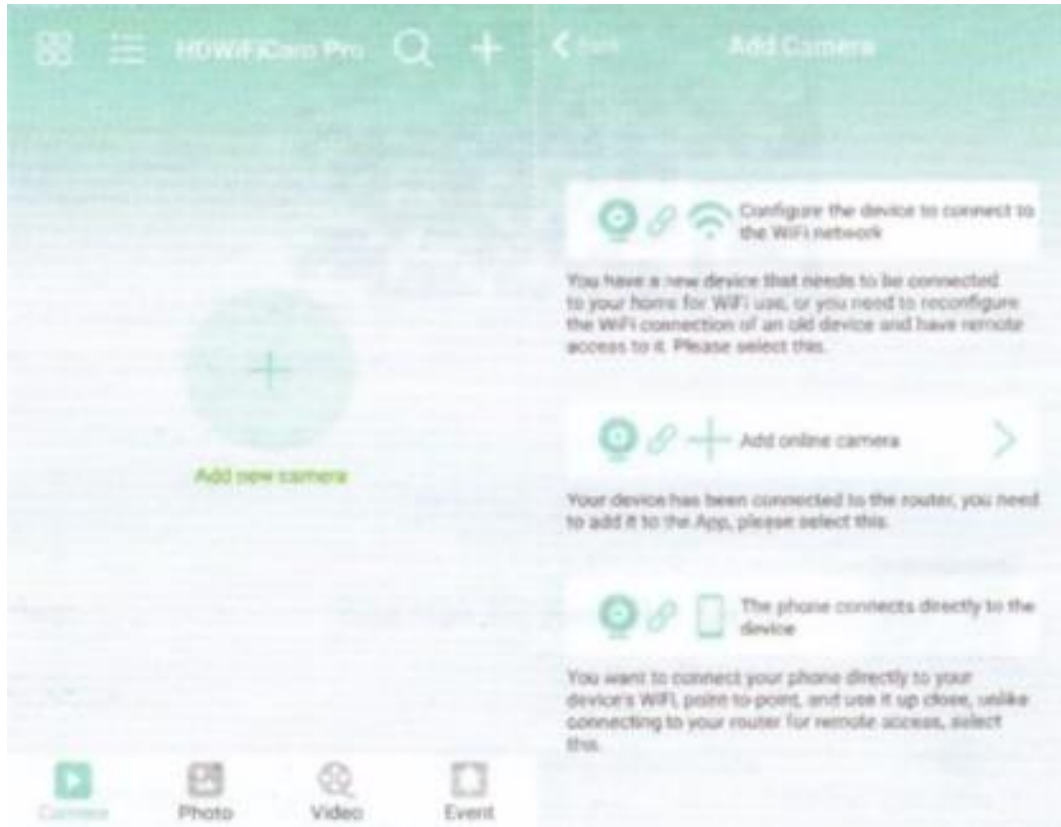 HDWiFiCam Pro
Add new camera
Camera
Photo
Video
Event
Back
Add Camera
Configure the device to connect to
the WiFi network
You have a new device that needs to be connected
to your home for WiFi use, or you need to reconfigure
the WiFi connection of an old device and have remote
access to it. Please select this.
Add online camera
Your device has been connected to the router, you need
to add it to the App, please select this.
The phone connects directly to the
device
You want to connect your phone directly to your
device's WiFi, point-to-point, and use it up close, unlike
connecting to your router for remote access, select
this.